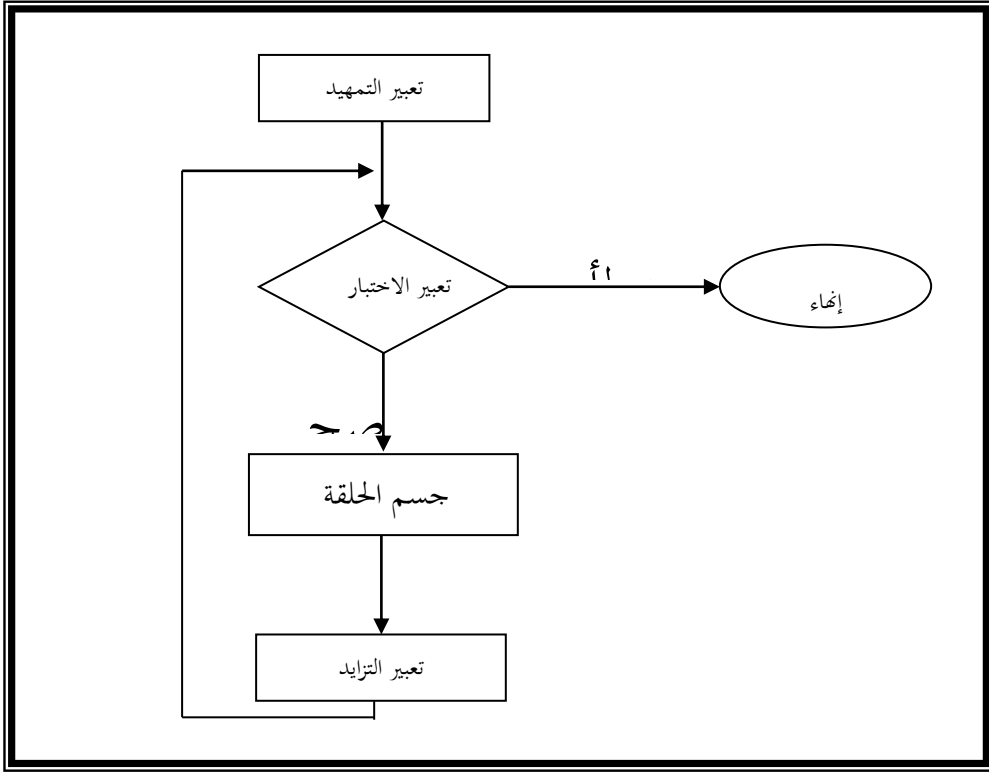 تعبير التمهيد
تعبير الاختبار
إنهاء
جسم الحلقة
تعبير التزايد